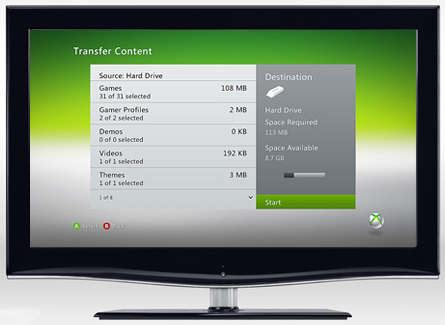 Transfer Content
Source: Hard Drive
Games 108 MB
31 of 31 selected
Gamer Profiles 2 MB
2 of 2 selected
Demos 0 KB
0 of 0 selected
Videos 192 KB
1 of 1 selected
Themes 3 MB
1 of 1 selected
1 of 8
Destination
Hard Drive
Space Required
113 MB
Space Available
8.7 GB
Start
A Select B Back